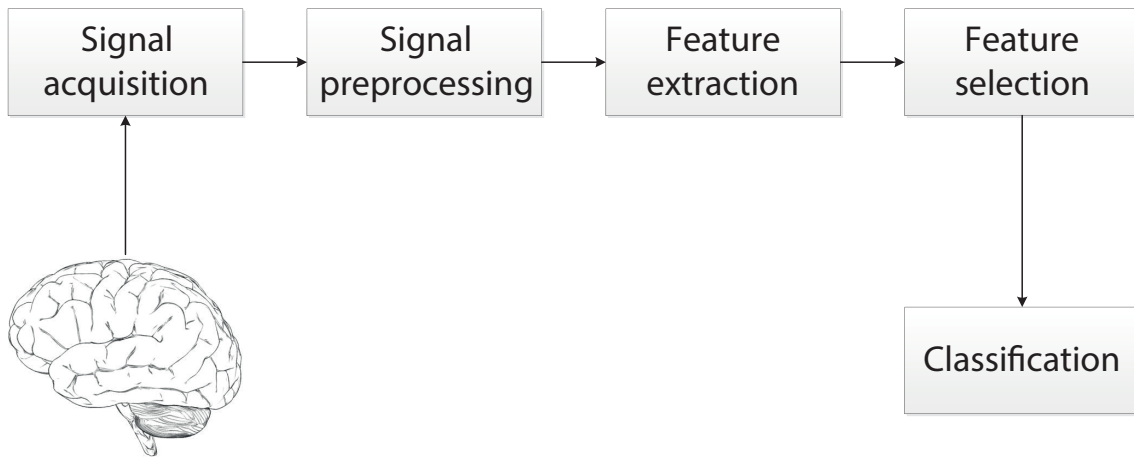 Signal
acquisition
Signal
preprocessing
Feature
extraction
Feature
selection
Classification